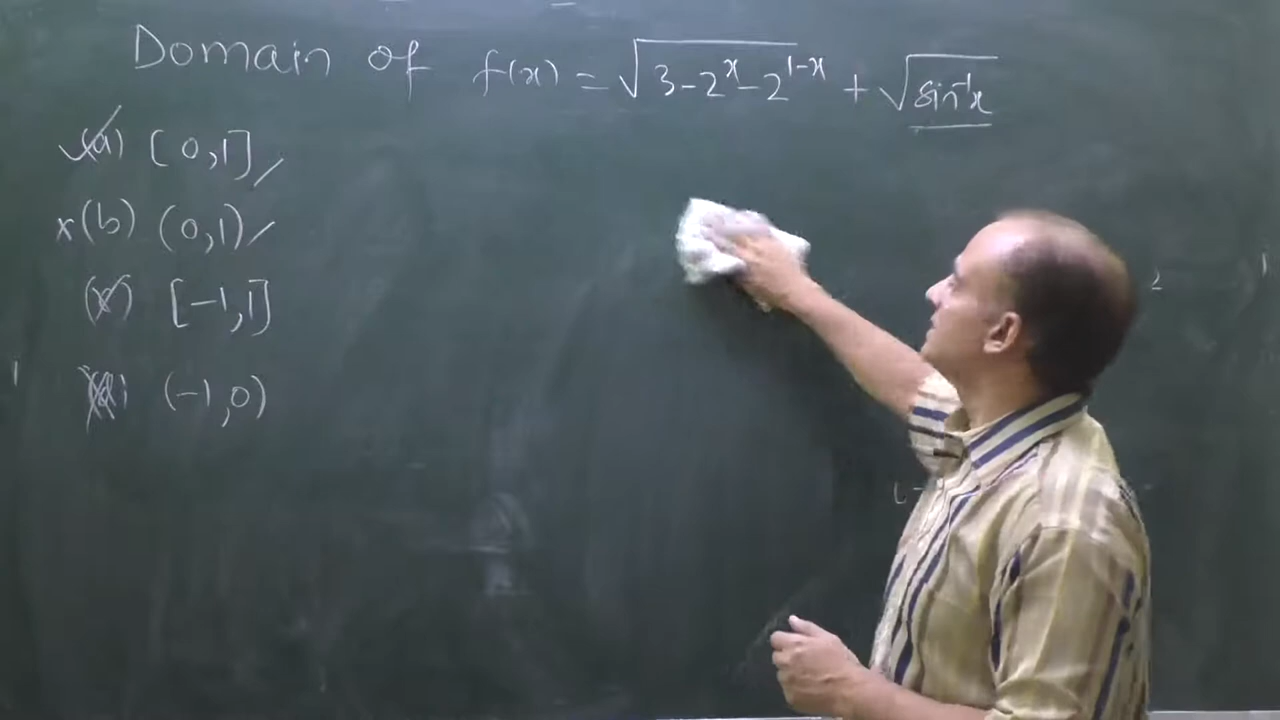 Domain of f(x) = √(3-2^x-2^(1-x)) + √(sin⁻¹x)
(a) [0,1]
x(b) (0,1)
[-1,1]
(-1,0)